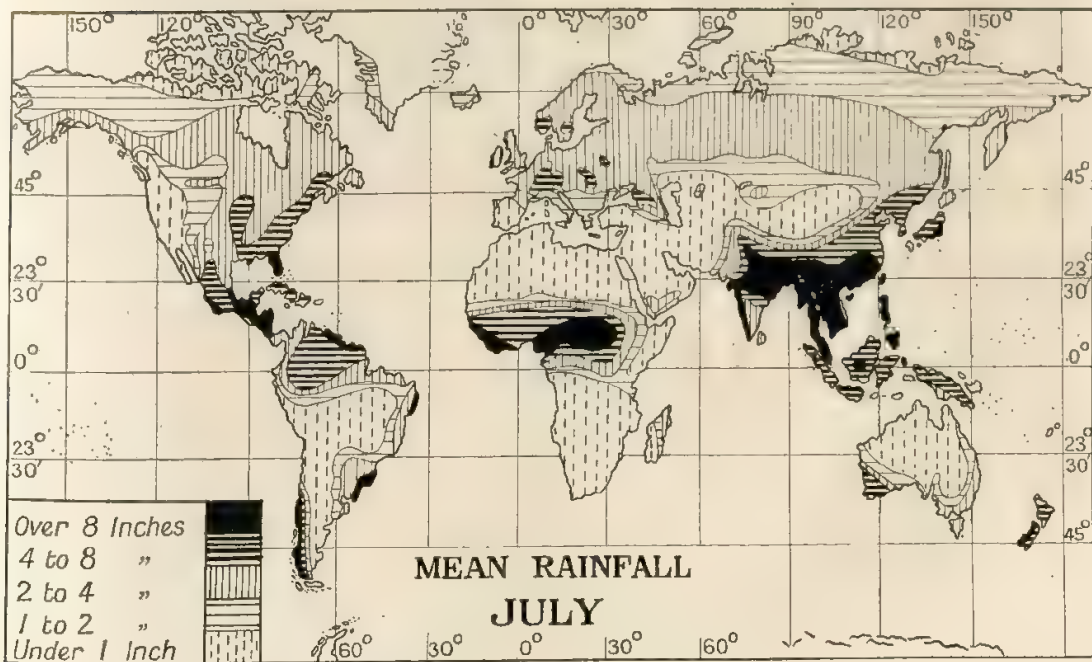 150° 120° 0° 30° 60° 90° 120° 150°
45° 45°
23° 30′ 23° 30′
0° 0°
23° 30′ 23° 30′
45°
Over 8 Inches
4 to 8 〃
2 to 4 〃
1 to 2 〃
Under 1 Inch
MEAN RAINFALL
JULY
60° 30° 0° 30° 60°